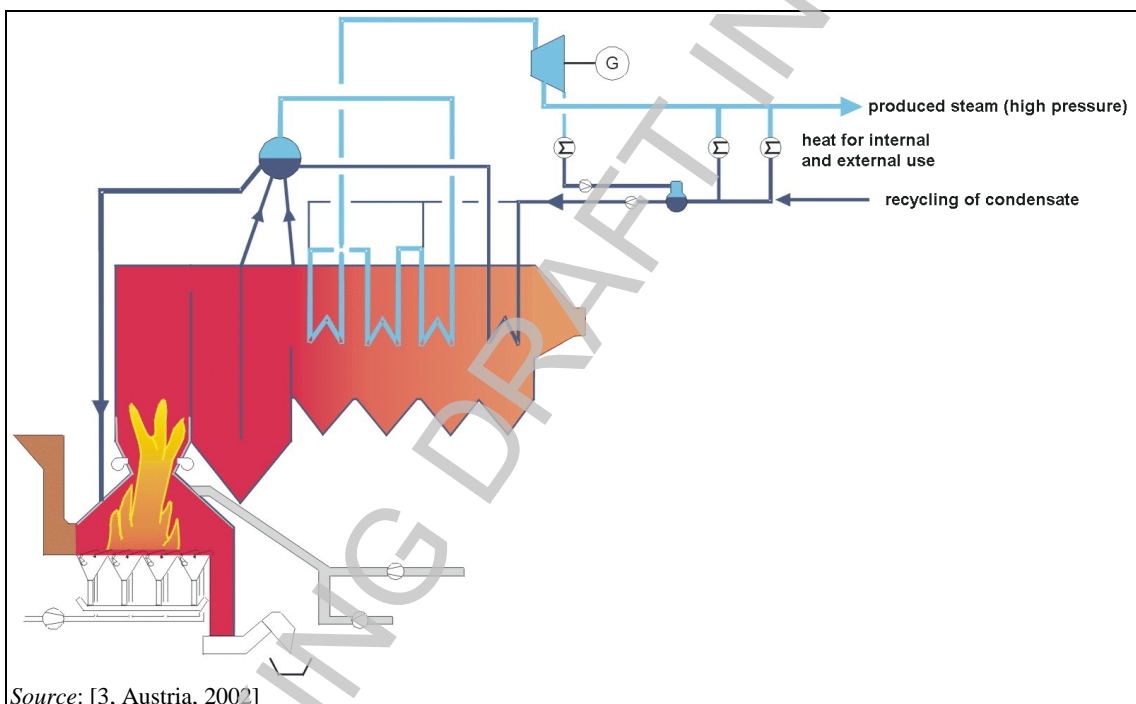 G
produced steam (high pressure)
heat for internal
and external use
recycling of condensate
ING DRAFT IN
Source: [3, Austria, 2002]